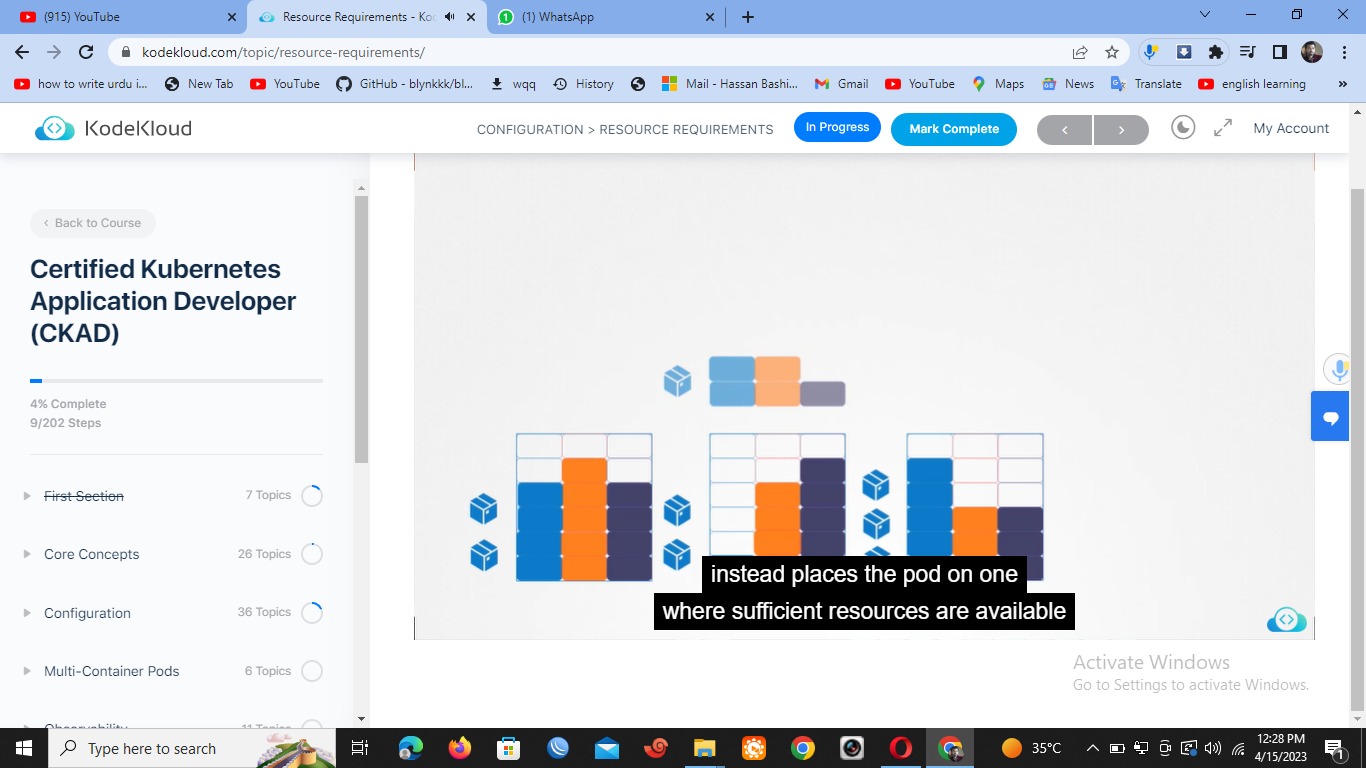 (915) YouTube
Resource Requirements - Ko
(1) WhatsApp
kodekloud.com/topic/resource-requirements/
how to write urdu i...
New Tab
YouTube
GitHub - blynkkk/bl...
wqq
History
Mail - Hassan Bashi...
Gmail
YouTube
Maps
News
Translate
english learning
»
KodeKloud
CONFIGURATION > RESOURCE REQUIREMENTS
In Progress
Mark Complete
My Account
Back to Course
Certified Kubernetes
Application Developer
(CKAD)
4% Complete
9/202 Steps
First Section 7 Topics
Core Concepts 26 Topics
Configuration 36 Topics
Multi-Container Pods 6 Topics
Observability 11 Topics
instead places the pod on one
where sufficient resources are available
Activate Windows
Go to Settings to activate Windows.
Type here to search
35°C
12:28 PM
4/15/2023
1